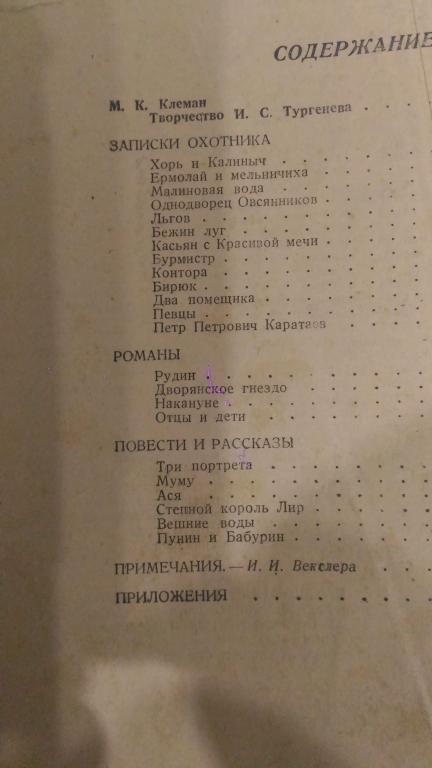 СОДЕРЖАНИЕ
М. К. Клеман
Творчество И. С. Тургенева . . .
ЗАПИСКИ ОХОТНИКА
Хорь и Калиныч . . . . . .
Ермолай и мельничиха . . . .
Малиновая вода . . . . . .
Однодворец Овсянников . . . .
Льгов . . . . . . . . .
Бежин луг . . . . . . . .
Касьян с Красивой мечи . . . .
Бурмистр . . . . . . . .
Контора . . . . . . . . .
Бирюк . . . . . . . . .
Два помещика . . . . . . .
Певцы . . . . . . . . .
Петр Петрович Каратаев . . . .
РОМАНЫ
Рудин . . . . . . . . .
Дворянское гнездо . . . . .
Накануне . . . . . . . .
Отцы и дети . . . . . . .
ПОВЕСТИ И РАССКАЗЫ
Три портрета . . . . . . .
Муму . . . . . . . . .
Ася . . . . . . . . .
Степной король Лир . . . . .
Вешние воды . . . . . . .
Пунин и Бабурин . . . . . .
ПРИМЕЧАНИЯ. — И. И. Векслера . . .
ПРИЛОЖЕНИЯ . . . . . . .